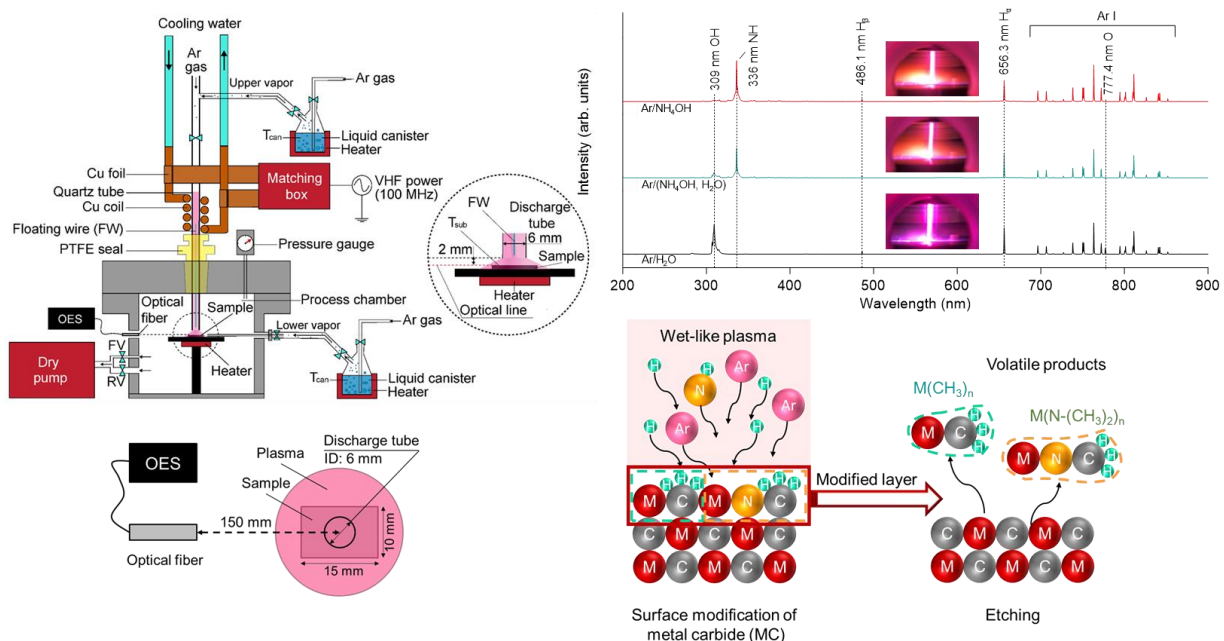 Cooling water
Ar
gas
Upper vapor
Ar gas
T_can
Liquid canister
Heater
Cu foil
Quartz tube
Cu coil
Floating wire (FW)
PTFE seal
Matching
box
VHF power
(100 MHz)
Pressure gauge
FW
Discharge
tube
6 mm
T_sub
2 mm
Sample
Heater
Optical line
Process chamber
Optical
fiber
Sample
OES
Lower vapor
Ar gas
FV
Heater
Dry
pump
RV
T_can
Liquid canister
Heater
OES
Plasma
Sample
Discharge tube
ID: 6 mm
150 mm
Optical fiber
10 mm
15 mm
Intensity (arb. units)
309 nm OH
336 nm NH
486.1 nm H_β
656.3 nm H_α
Ar I
777.4 nm O
Ar/NH₄OH
Ar/(NH₄OH, H₂O)
Ar/H₂O
200 300 400 500 600 700 800 900
Wavelength (nm)
Wet-like plasma
H Ar H
H N Ar
Ar H H
H H H H H H
M C M N C
C M C M C
M C M C M
Surface modification of
metal carbide (MC)
Modified layer
Volatile products
M(CH₃)n
M(N-(CH₃)₂)n
M C H H H
M N C H H H
C M C M C
M C M C M
Etching